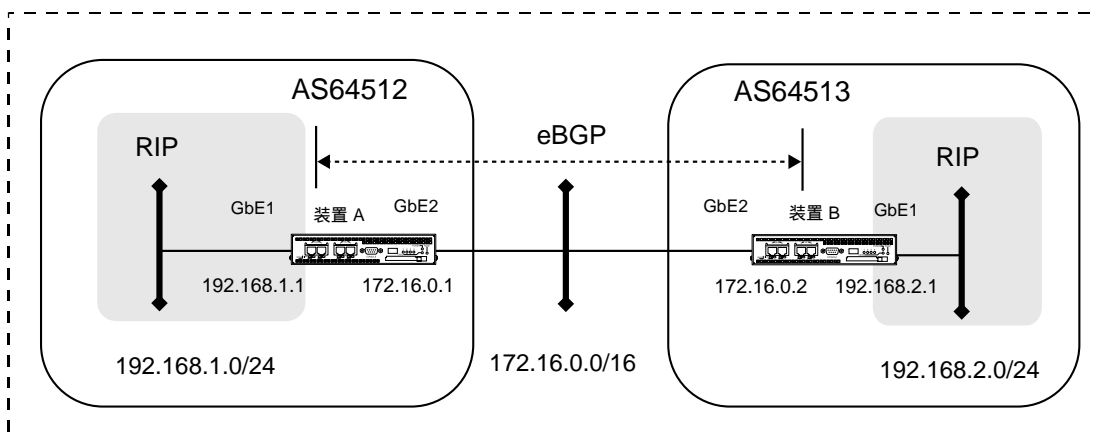 AS64512
AS64513
eBGP
RIP
RIP
GbE1
装置 A
GbE2
GbE2
装置 B
GbE1
192.168.1.1
172.16.0.1
172.16.0.2
192.168.2.1
192.168.1.0/24
172.16.0.0/16
192.168.2.0/24